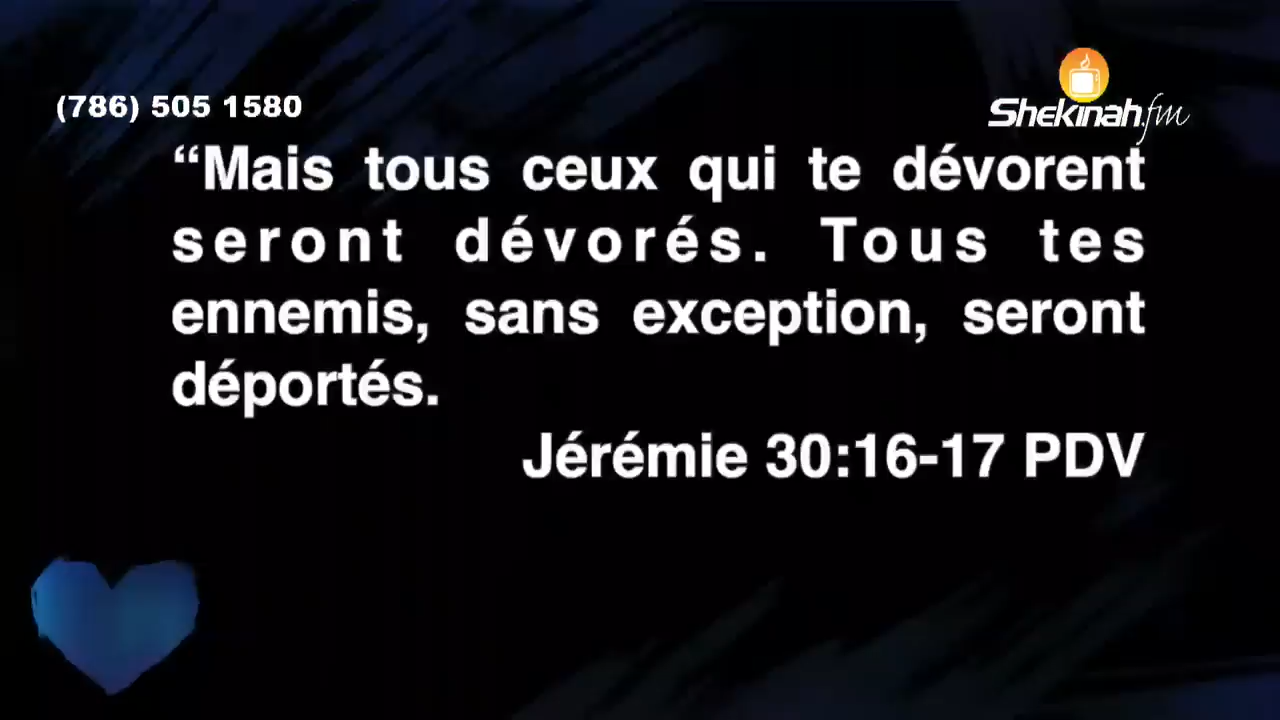 (786) 505 1580
Shekinah.fm
“Mais tous ceux qui te dévorent
seront dévorés. Tous tes
ennemis, sans exception, seront
déportés.
Jérémie 30:16-17 PDV